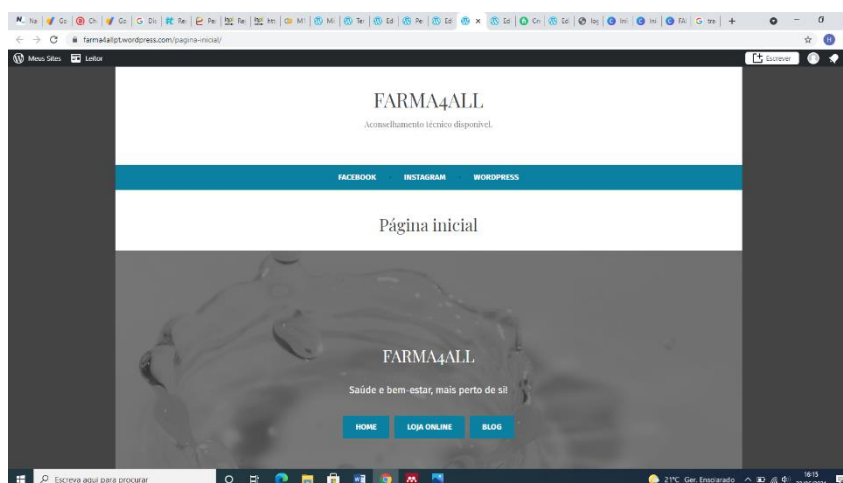 farma4allpt.wordpress.com/pagina-inicial/
Meus Sites Leitor Escrever
FARMA4ALL
Aconselhamento técnico disponível.
FACEBOOK INSTAGRAM WORDPRESS
Página inicial
FARMA4ALL
Saúde e bem-estar, mais perto de si!
HOME LOJA ONLINE BLOG
Escreva aqui para procurar
21°C Ger. Ensolarado
16:15